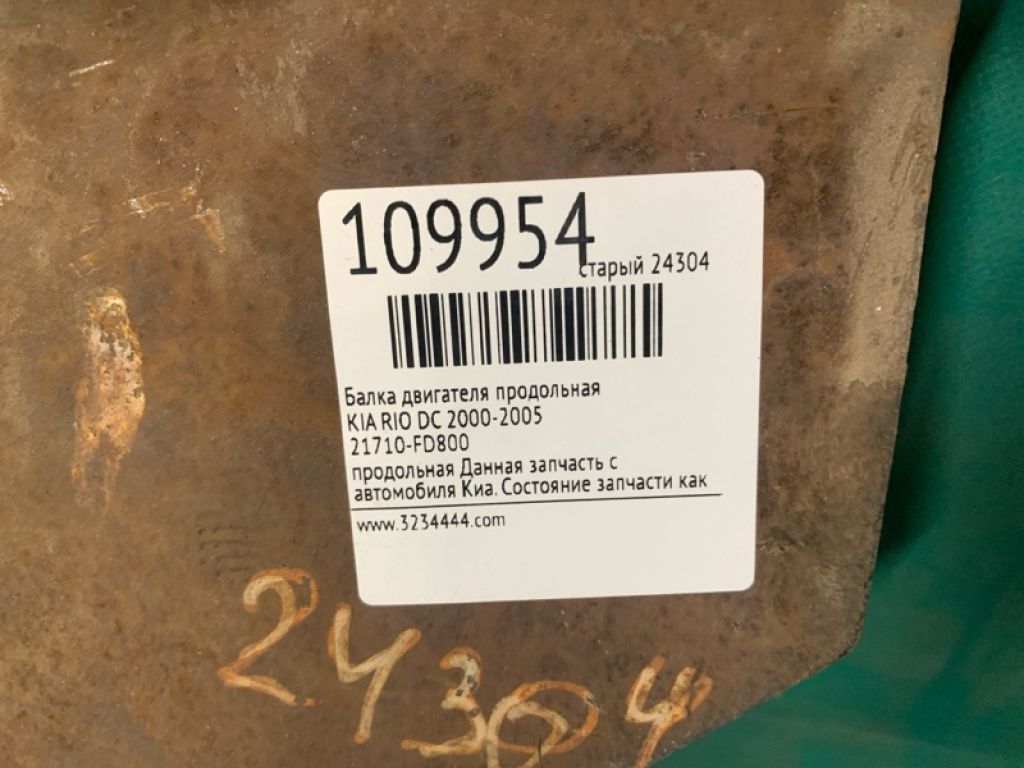 109954
старый 24304
Балка двигателя продольная
KIA RIO DC 2000-2005
21710-FD800
продольная Данная запчасть с
автомобиля Киа. Состояние запчасти как
www.3234444.com
24304